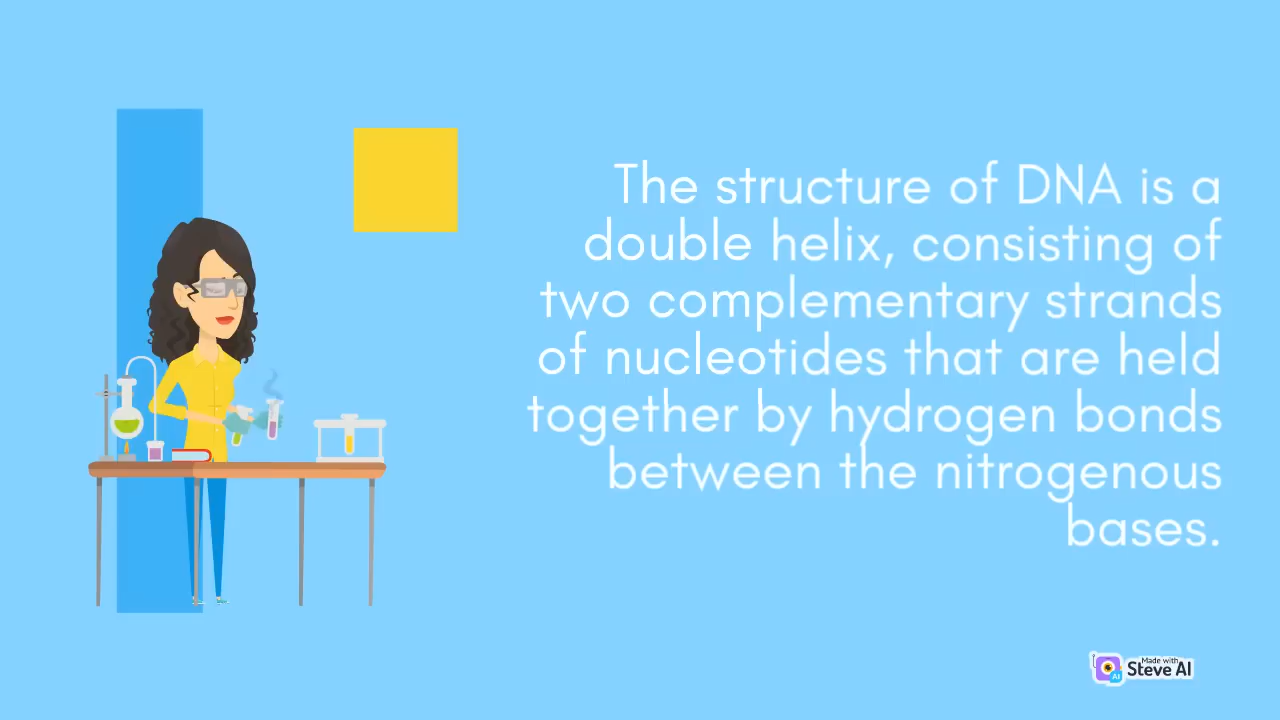 The structure of DNA is a
double helix, consisting of
two complementary strands
of nucleotides that are held
together by hydrogen bonds
between the nitrogenous
bases.
Made with
Steve AI
AI